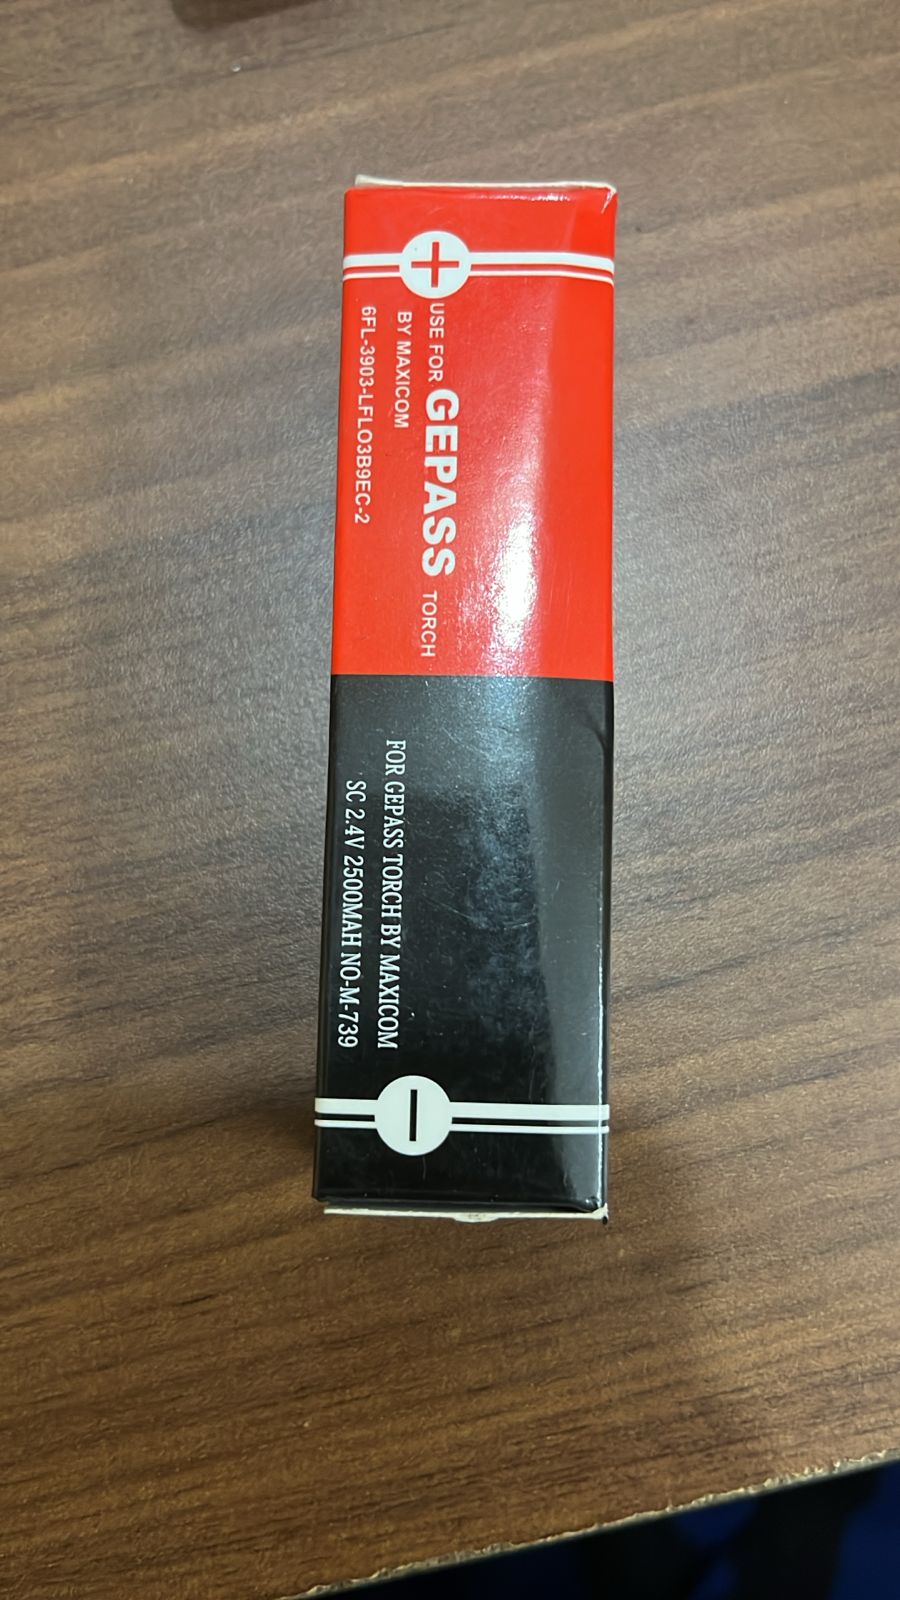 +
USE FOR GEPASS TORCH
BY MAXICOM
6FL-3903-LFLO3B9EC-2
FOR GEPASS TORCH BY MAXICOM
SC 2.4V 2500MAH NO-M-739
-